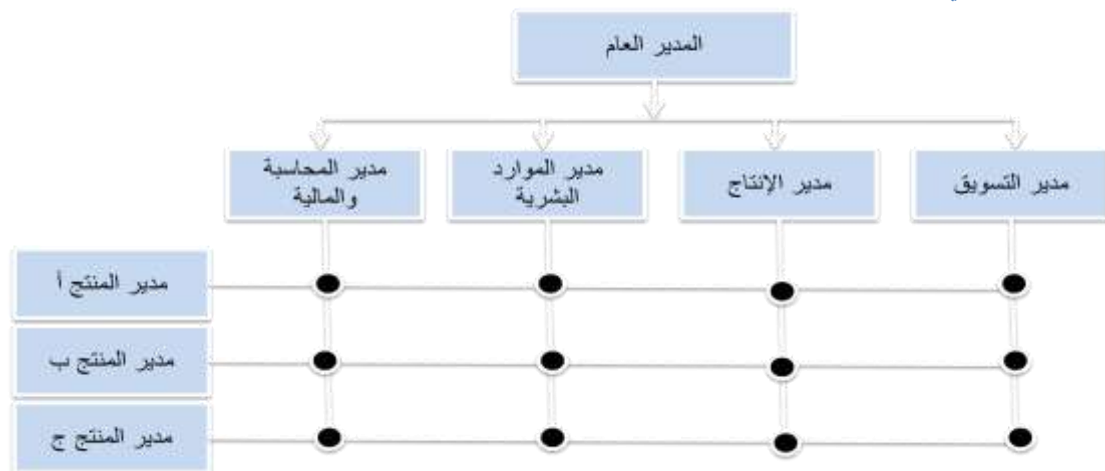 المدير العام
مدير التسويق
مدير الإنتاج
مدير الموارد
البشرية
مدير المحاسبة
والمالية
مدير المنتج أ
مدير المنتج ب
مدير المنتج ج